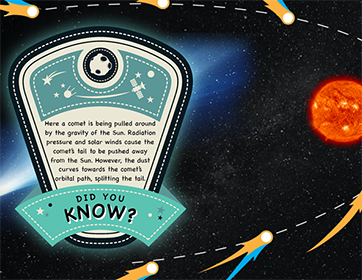 Here a comet is being pulled around
by the gravity of the Sun. Radiation
pressure and solar winds cause the
comet's tail to be pushed away
from the Sun. However, the dust
curves towards the comet's
orbital path, splitting the tail.
DID YOU
KNOW?